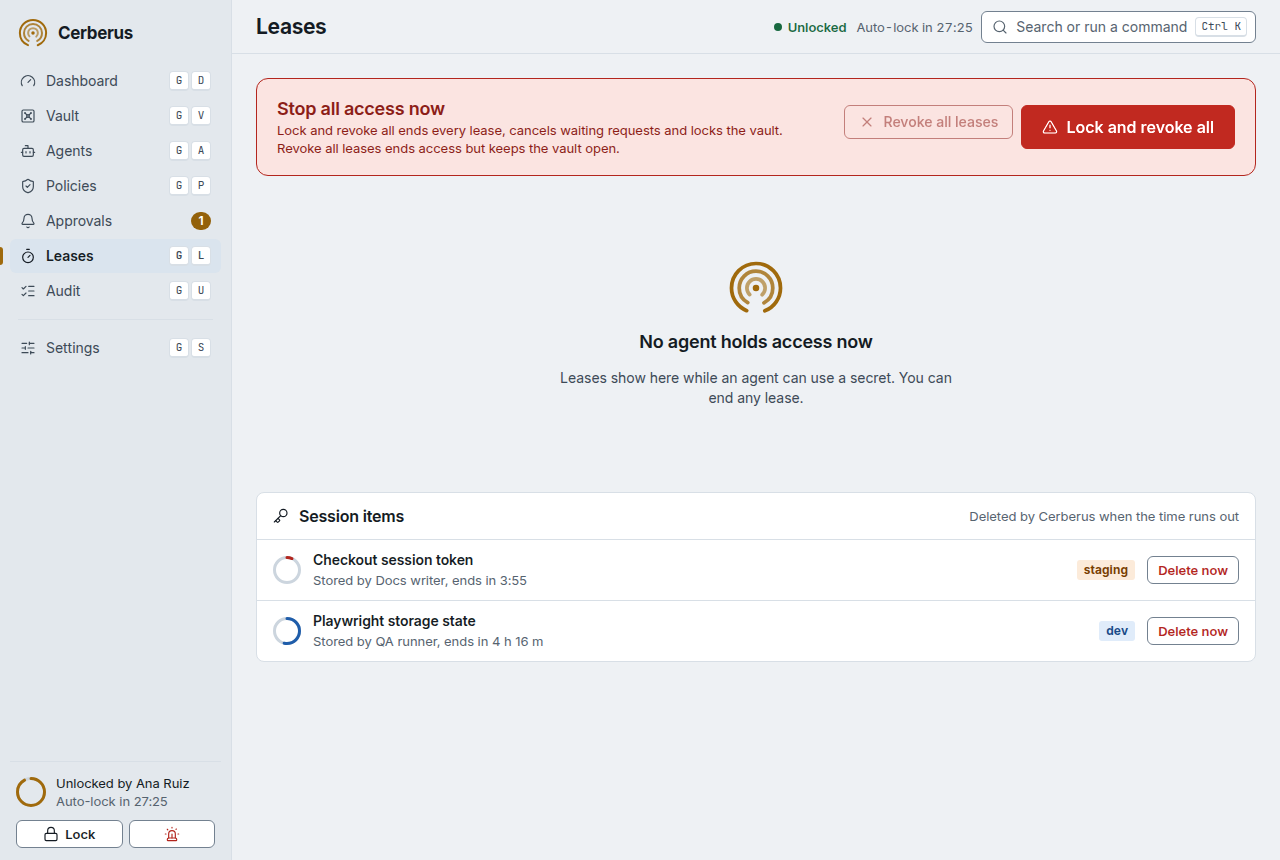 Cerberus
Dashboard G D
Vault G V
Agents G A
Policies G P
Approvals 1
Leases G L
Audit G U
Settings G S
Unlocked by Ana Ruiz
Auto-lock in 27:25
Lock
Leases
Unlocked Auto-lock in 27:25 Search or run a command Ctrl K
Stop all access now
Lock and revoke all ends every lease, cancels waiting requests and locks the vault.
Revoke all leases ends access but keeps the vault open.
Revoke all leases Lock and revoke all
No agent holds access now
Leases show here while an agent can use a secret. You can
end any lease.
Session items Deleted by Cerberus when the time runs out
Checkout session token
Stored by Docs writer, ends in 3:55
staging Delete now
Playwright storage state
Stored by QA runner, ends in 4 h 16 m
dev Delete now